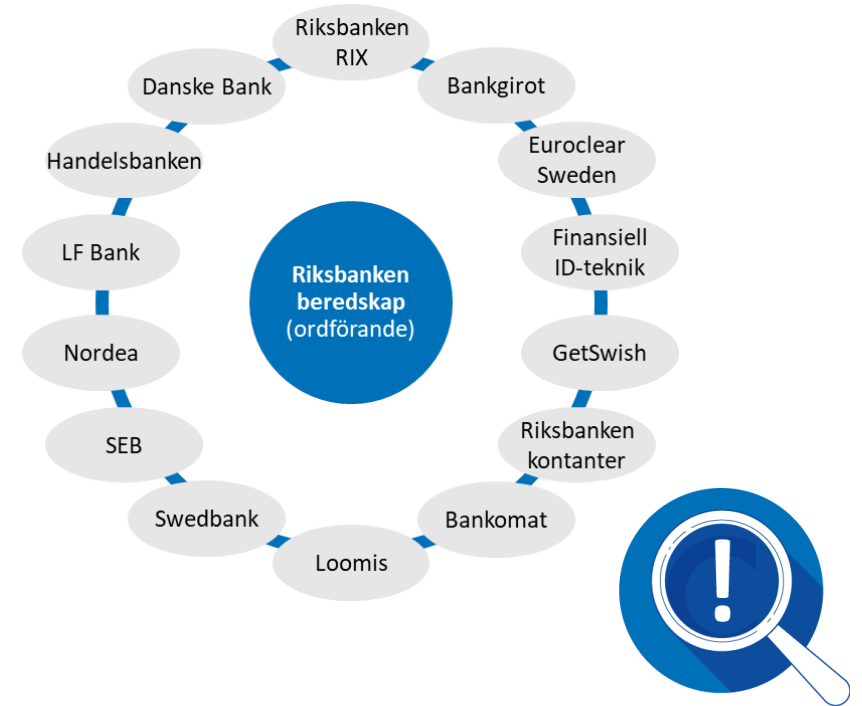 Riksbanken
RIX
Bankgirot
Euroclear
Sweden
Finansiell
ID-teknik
GetSwish
Riksbanken
kontanter
Bankomat
Loomis
Swedbank
SEB
Nordea
LF Bank
Handelsbanken
Danske Bank
Riksbanken
beredskap
(ordförande)
!